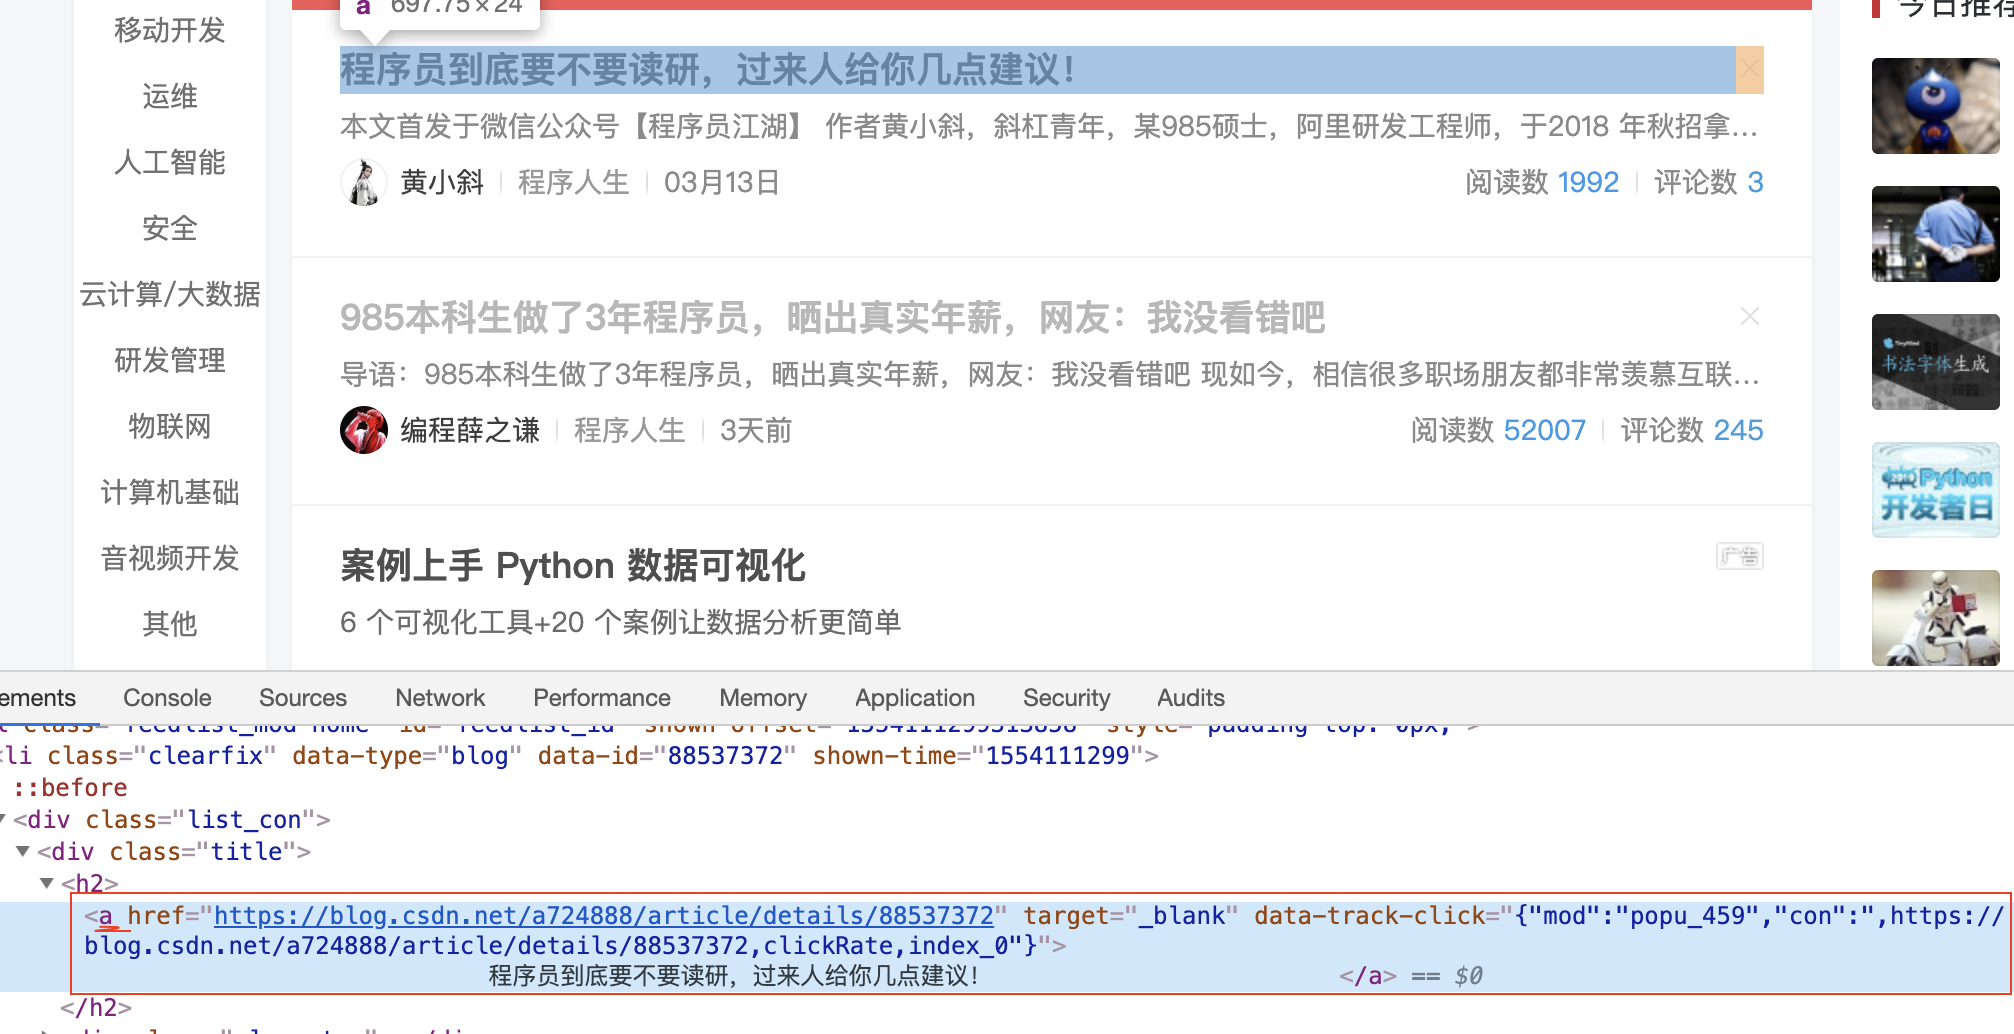 移动开发
运维
人工智能
安全
云计算/大数据
研发管理
物联网
计算机基础
音视频开发
其他
a 697.75×24
程序员到底要不要读研，过来人给你几点建议！
本文首发于微信公众号【程序员江湖】 作者黄小斜，斜杠青年，某985硕士，阿里研发工程师，于2018 年秋招拿...
黄小斜 程序人生 03月13日 阅读数 1992 评论数 3
985本科生做了3年程序员，晒出真实年薪，网友：我没看错吧
导语：985本科生做了3年程序员，晒出真实年薪，网友：我没看错吧 现如今，相信很多职场朋友都非常羡慕互联...
编程薛之谦 程序人生 3天前 阅读数 52007 评论数 245
案例上手 Python 数据可视化
广告
6 个可视化工具+20 个案例让数据分析更简单
今日推荐
书法字体生成
Python
开发者日
ements Console Sources Network Performance Memory Application Security Audits
class="feedlist_mod home" id="feedlist_id" shown-offset="1554111299513838" style="padding-top: 0px;">
<li class="clearfix" data-type="blog" data-id="88537372" shown-time="1554111299">
::before
<div class="list_con">
<div class="title">
<h2>
<a href="https://blog.csdn.net/a724888/article/details/88537372" target="_blank" data-track-click="{"mod":"popu_459","con":",https://
blog.csdn.net/a724888/article/details/88537372,clickRate,index_0"}">
程序员到底要不要读研，过来人给你几点建议！ </a> == $0
</h2>